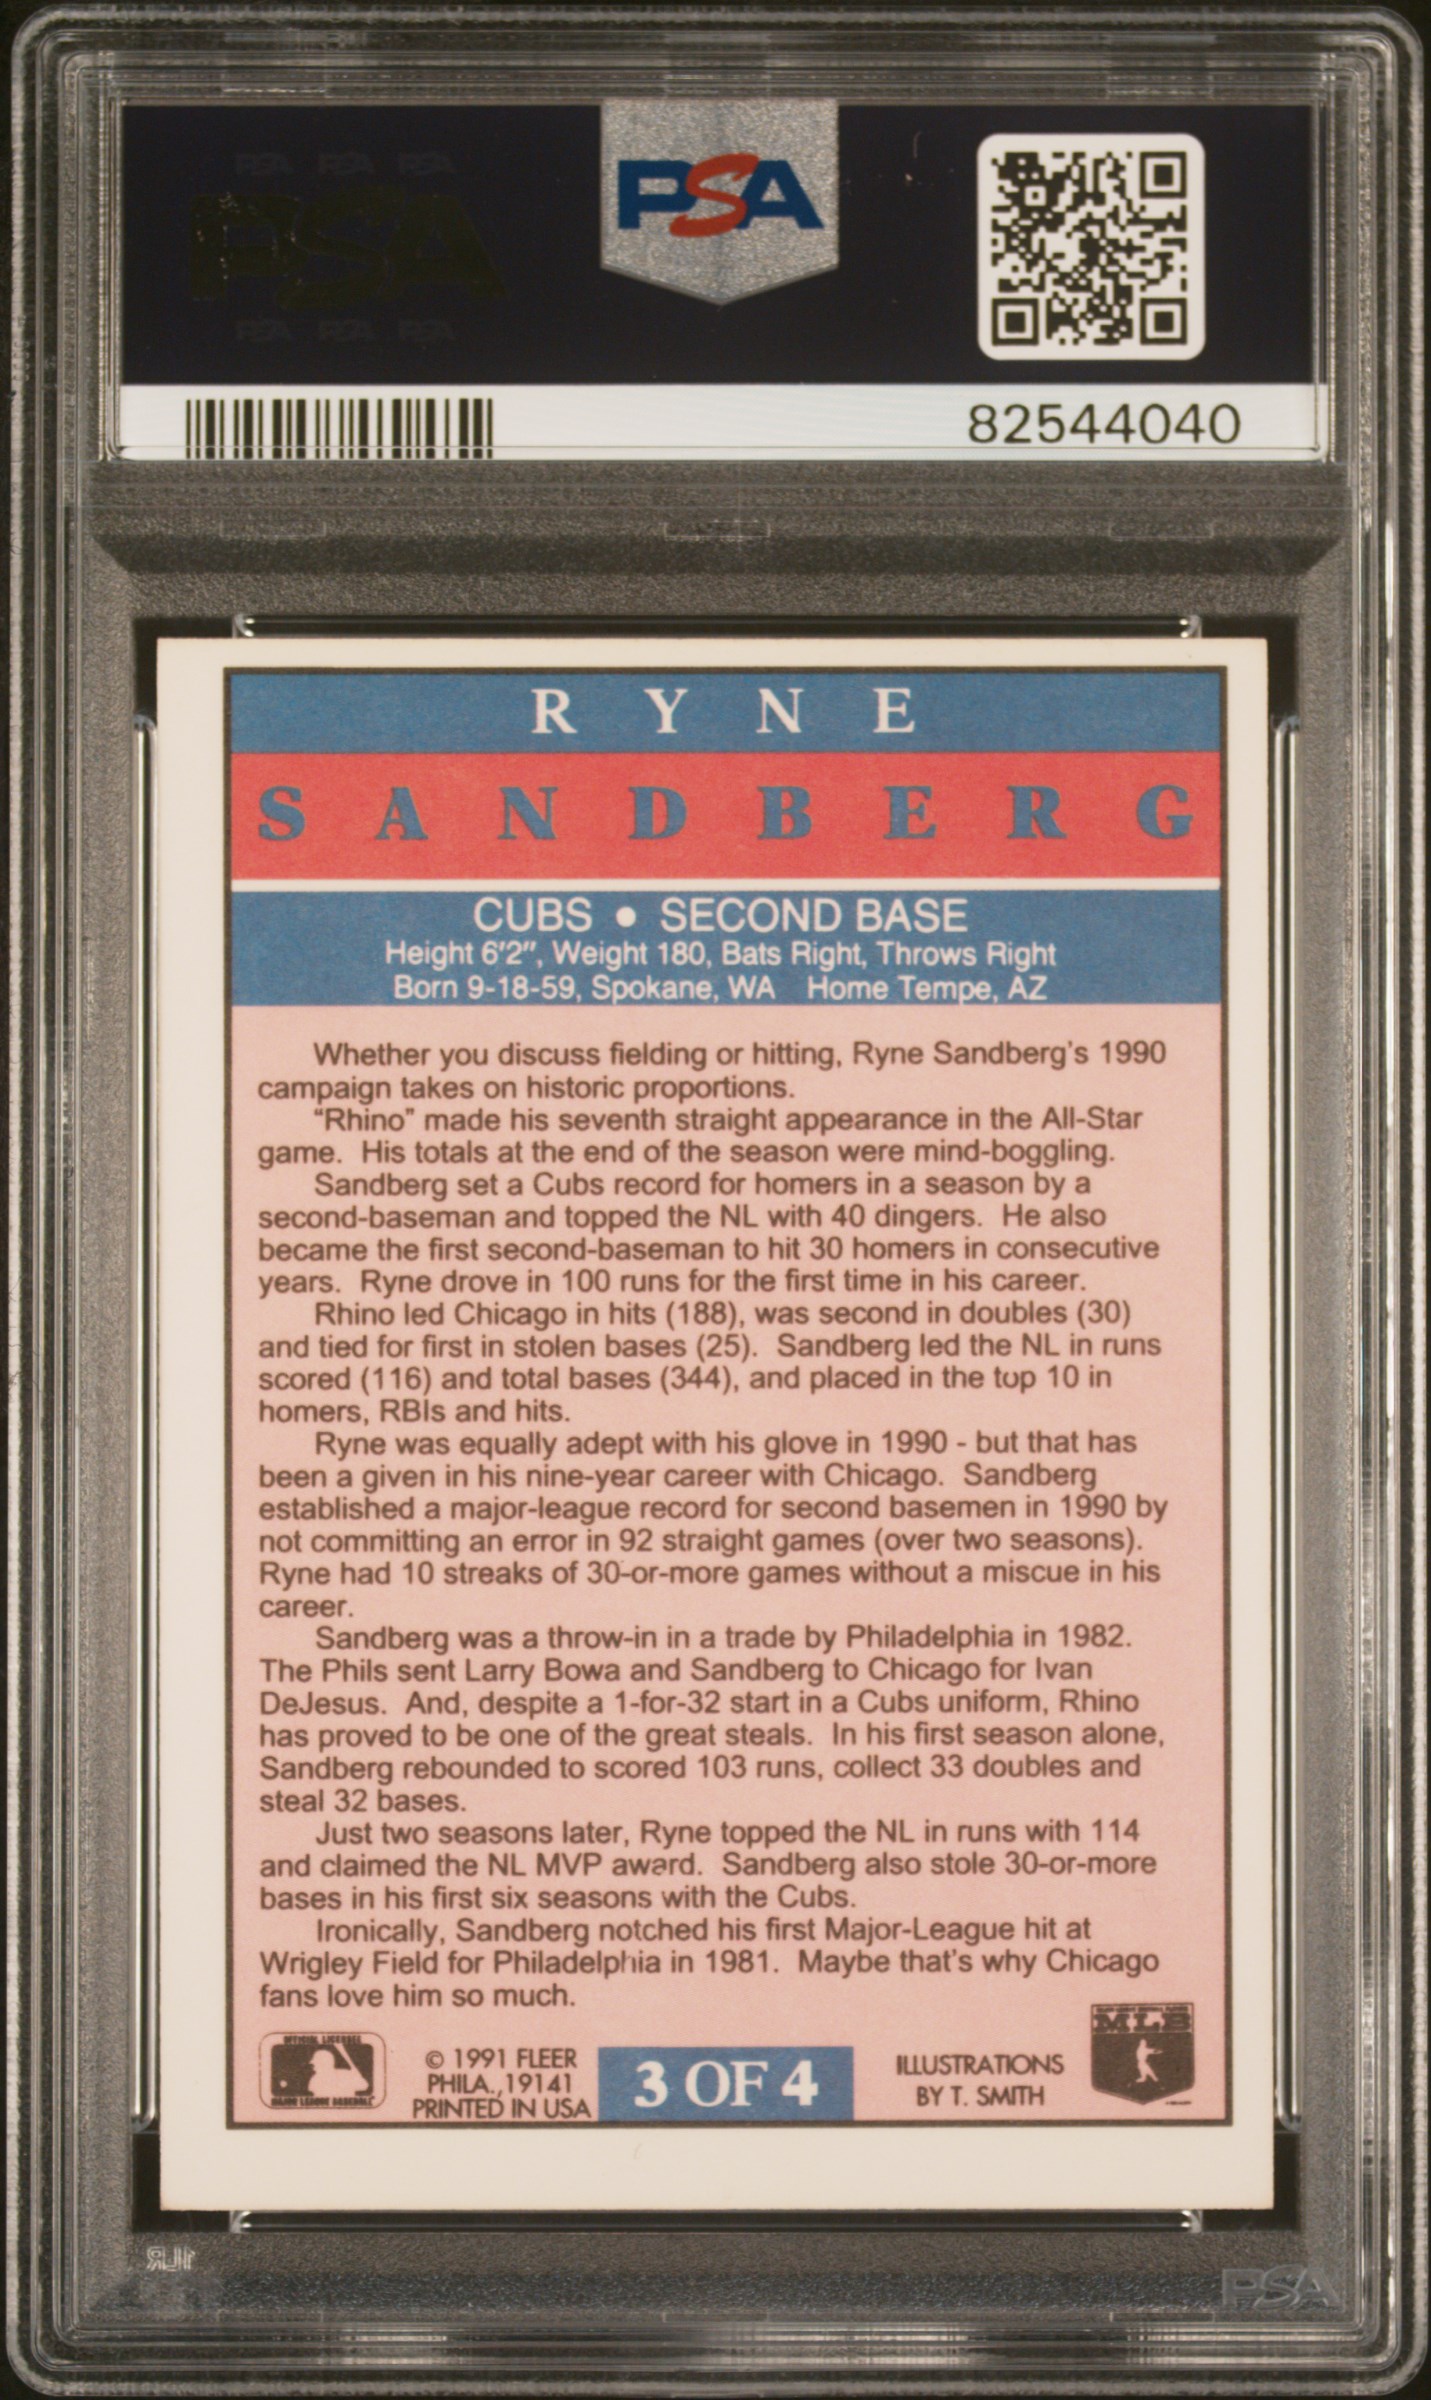 PSA PSA PSA
PSA
PSA PSA PSA
PSA
82544040
RYNE
SANDBERG
CUBS • SECOND BASE
Height 6'2", Weight 180, Bats Right, Throws Right
Born 9-18-59, Spokane, WA Home Tempe, AZ
Whether you discuss fielding or hitting, Ryne Sandberg's 1990
campaign takes on historic proportions.
"Rhino" made his seventh straight appearance in the All-Star
game. His totals at the end of the season were mind-boggling.
Sandberg set a Cubs record for homers in a season by a
second-baseman and topped the NL with 40 dingers. He also
became the first second-baseman to hit 30 homers in consecutive
years. Ryne drove in 100 runs for the first time in his career.
Rhino led Chicago in hits (188), was second in doubles (30)
and tied for first in stolen bases (25). Sandberg led the NL in runs
scored (116) and total bases (344), and placed in the top 10 in
homers, RBIs and hits.
Ryne was equally adept with his glove in 1990 - but that has
been a given in his nine-year career with Chicago. Sandberg
established a major-league record for second basemen in 1990 by
not committing an error in 92 straight games (over two seasons).
Ryne had 10 streaks of 30-or-more games without a miscue in his
career.
Sandberg was a throw-in in a trade by Philadelphia in 1982.
The Phils sent Larry Bowa and Sandberg to Chicago for Ivan
DeJesus. And, despite a 1-for-32 start in a Cubs uniform, Rhino
has proved to be one of the great steals. In his first season alone,
Sandberg rebounded to scored 103 runs, collect 33 doubles and
steal 32 bases.
Just two seasons later, Ryne topped the NL in runs with 114
and claimed the NL MVP award. Sandberg also stole 30-or-more
bases in his first six seasons with the Cubs.
Ironically, Sandberg notched his first Major-League hit at
Wrigley Field for Philadelphia in 1981. Maybe that's why Chicago
fans love him so much.
OFFICIAL LICENSEE
MAJOR LEAGUE BASEBALL
© 1991 FLEER
PHILA., 19141
PRINTED IN USA
3 OF 4
ILLUSTRATIONS
BY T. SMITH
MLB
PSA